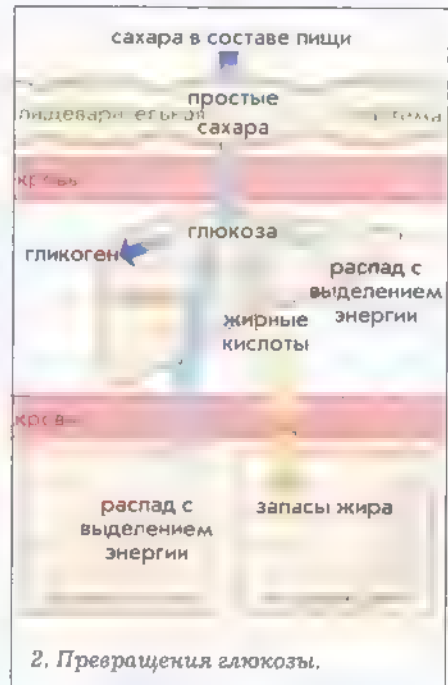 сахара в составе пищи
простые
сахара
кровь
глюкоза
гликоген
распад с
выделением
энергии
жирные
кислоты
распад с
выделением
энергии
запасы жира
2. Превращения глюкозы.